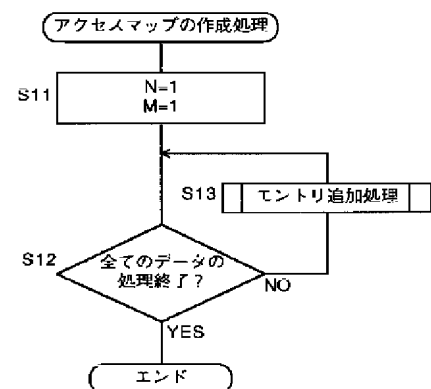 アクセスマップの作成処理
S11
N=1
M=1
S13
モントリ追加処理
S12
全てのデータの
処理終了？
NO
YES
エンド